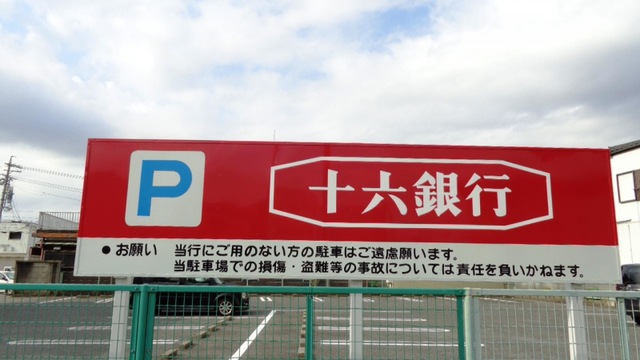 P 十六銀行
● お願い 当行にご用のない方の駐車はご遠慮願います。
当駐車場での損傷・盗難等の事故については責任を負いかねます。